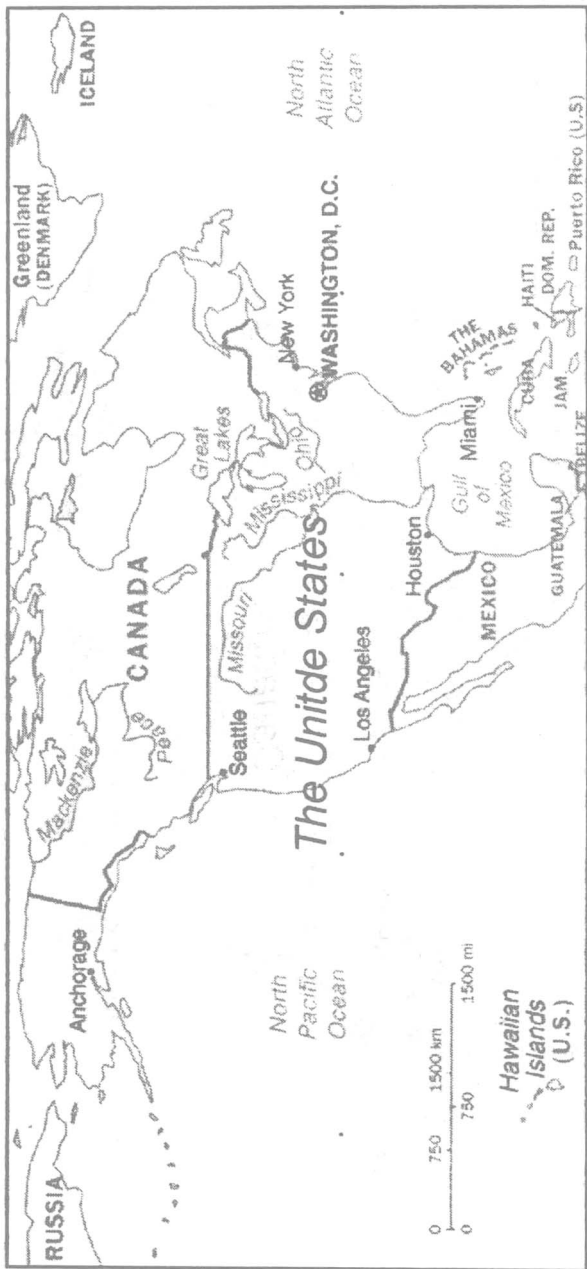 RUSSIA
Anchorage
Mackenzie
Peace
CANADA
Greenland
(DENMARK)
ICELAND
North
Pacific
Ocean
Seattle
Missouri
The Unitde States
Great
Lakes
Mississippi
Ohio
New York
WASHINGTON, D.C.
North
Atlantic
Ocean
Los Angeles
Houston
Miami
Gulf
of
Mexico
MEXICO
THE
BAHAMAS
CUBA
HAITI
DOM. REP.
JAM
Puerto Rico (U.S)
GUATEMALA
BELIZE
0 750 1500 km
0 750 1500 mi
Hawaiian
Islands
(U.S.)